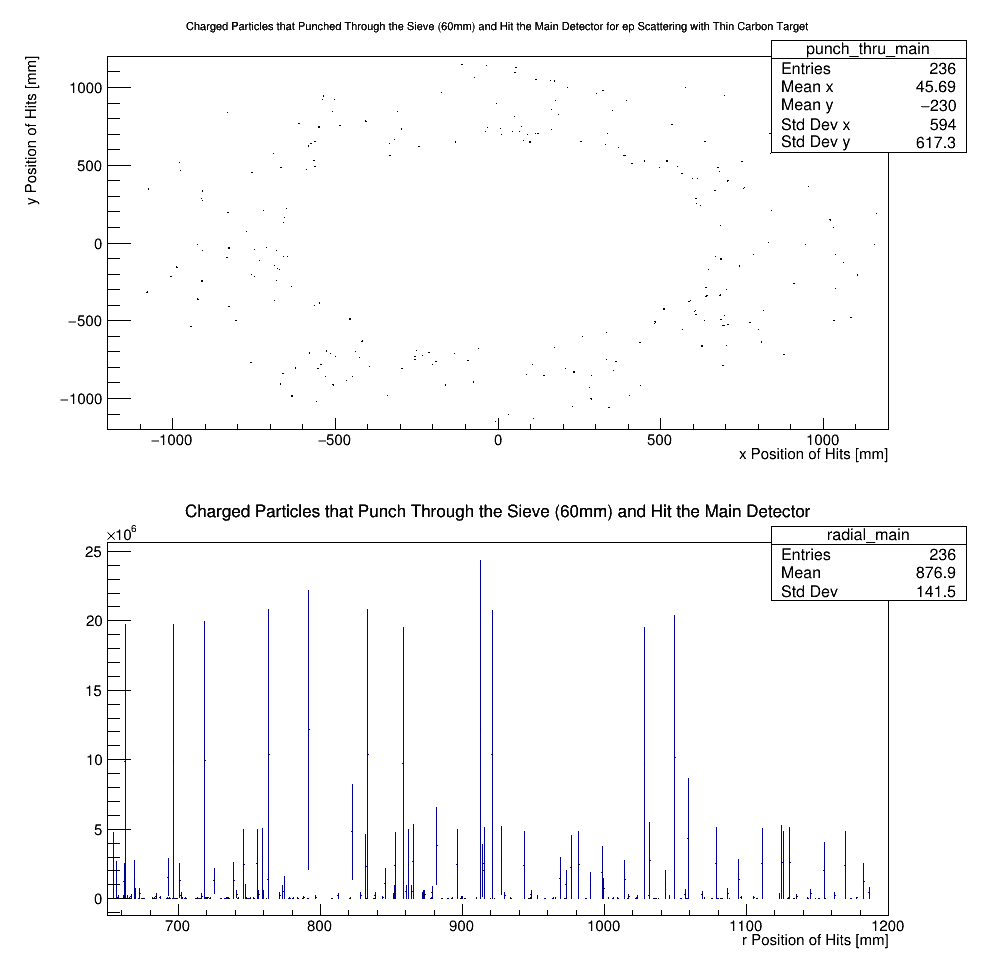 Charged Particles that Punched Through the Sieve (60mm) and Hit the Main Detector for ep Scattering with Thin Carbon Target
punch_thru_main
Entries 236
Mean x 45.69
Mean y −230
Std Dev x 594
Std Dev y 617.3
y Position of Hits [mm]
1000
500
0
−500
−1000
−1000 −500 0 500 1000
x Position of Hits [mm]
Charged Particles that Punch Through the Sieve (60mm) and Hit the Main Detector
radial_main
Entries 236
Mean 876.9
Std Dev 141.5
×10⁶
25
20
15
10
5
0
700 800 900 1000 1100 1200
r Position of Hits [mm]